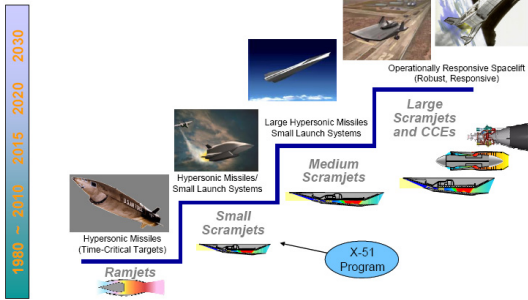 2030
2020
2015
1980 ~ 2010
Operationally Responsive Spacelift
(Robust, Responsive)
Large
Scramjets
and CCEs
Large Hypersonic Missiles
Small Launch Systems
Medium
Scramjets
Hypersonic Missiles/
Small Launch Systems
Small
Scramjets
X-51
Program
Hypersonic Missiles
(Time-Critical Targets)
Ramjets